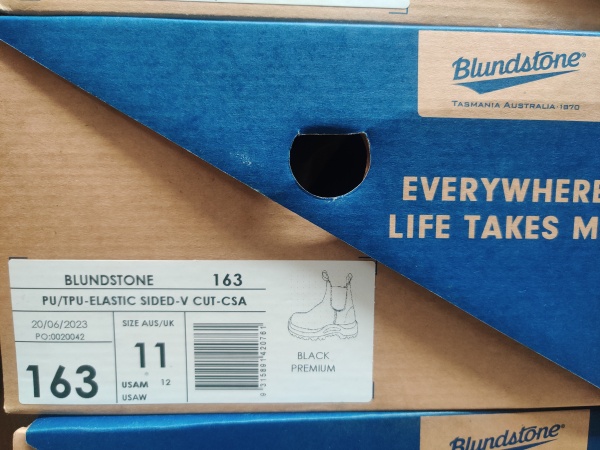 Blundstone®
TASMANIA AUSTRALIA·1870
EVERYWHERE
LIFE TAKES M
BLUNDSTONE 163
PU/TPU-ELASTIC SIDED-V CUT-CSA
20/06/2023
PO:0020042
SIZE AUS/UK
163
11
USAM 12
USAW
BLACK
PREMIUM
Blundstone